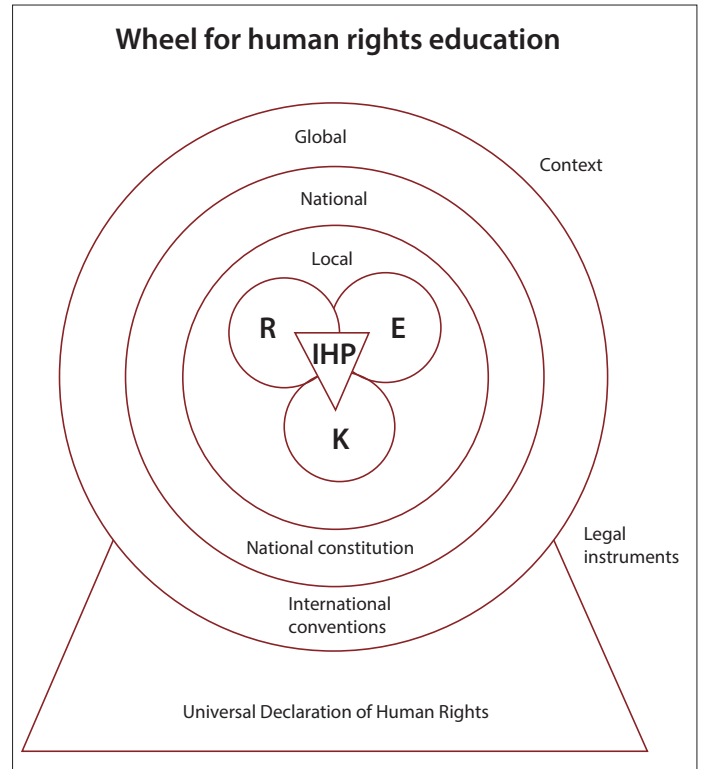 Wheel for human rights education
Global
Context
National
Local
R
E
IHP
K
National constitution
Legal
instruments
International
conventions
Universal Declaration of Human Rights